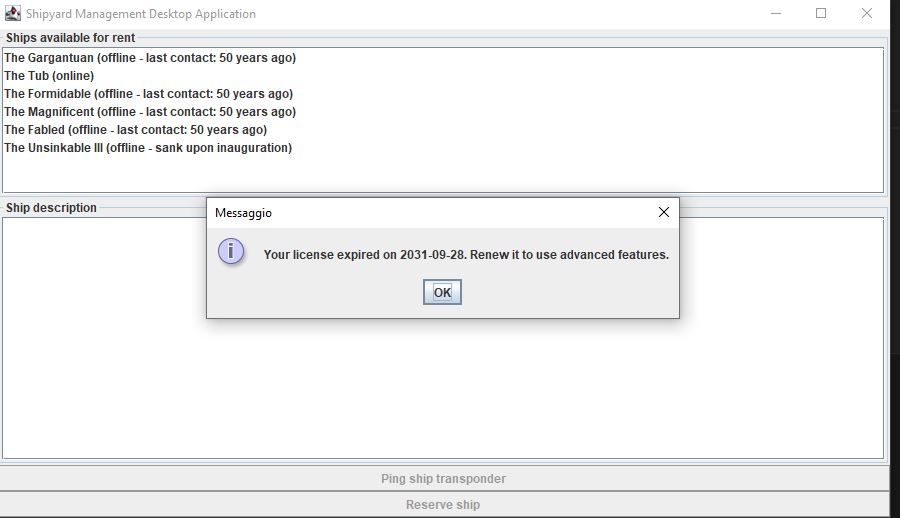 Shipyard Management Desktop Application
Ships available for rent
The Gargantuan (offline - last contact: 50 years ago)
The Tub (online)
The Formidable (offline - last contact: 50 years ago)
The Magnificent (offline - last contact: 50 years ago)
The Fabled (offline - last contact: 50 years ago)
The Unsinkable III (offline - sank upon inauguration)
Ship description
Messaggio
Your license expired on 2031-09-28. Renew it to use advanced features.
OK
Ping ship transponder
Reserve ship